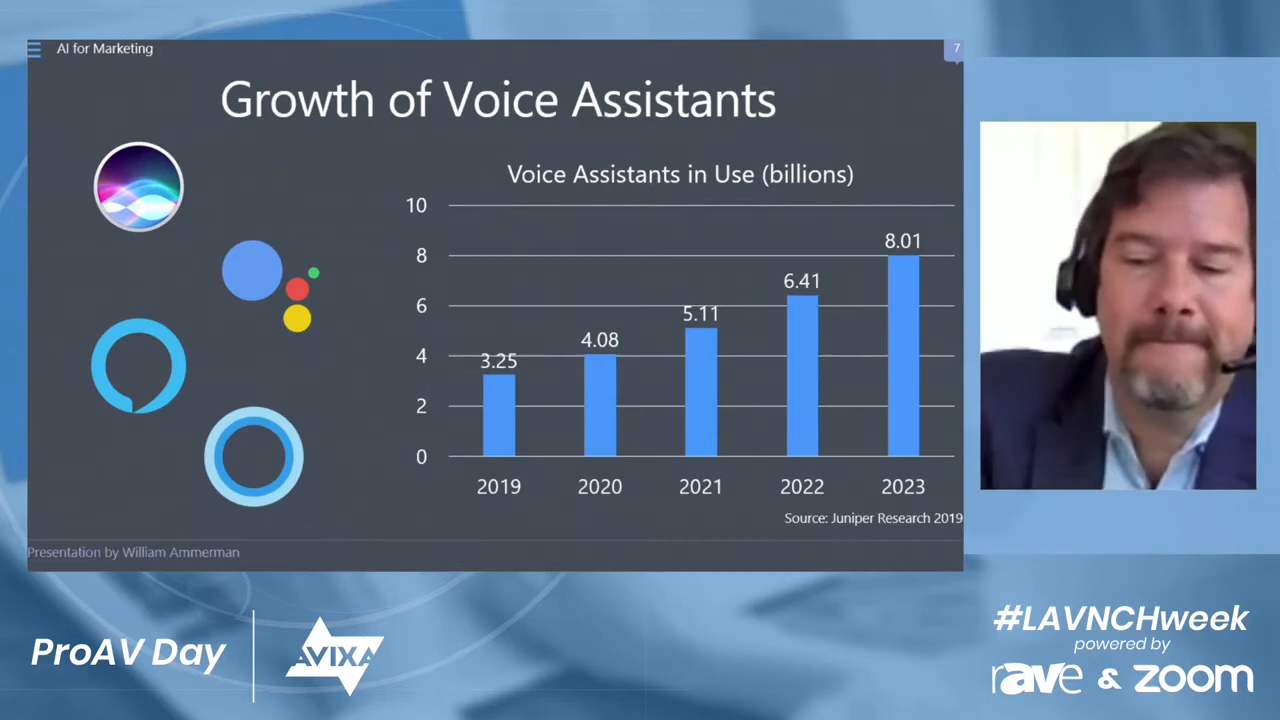 AI for Marketing
7
Growth of Voice Assistants
Voice Assistants in Use (billions)
10
8
6
4
2
0
3.25
4.08
5.11
6.41
8.01
2019
2020
2021
2022
2023
Source: Juniper Research 2019
Presentation by William Ammerman
ProAV Day
AVIXA
#LAVNCHweek
powered by
rAVe & zoom